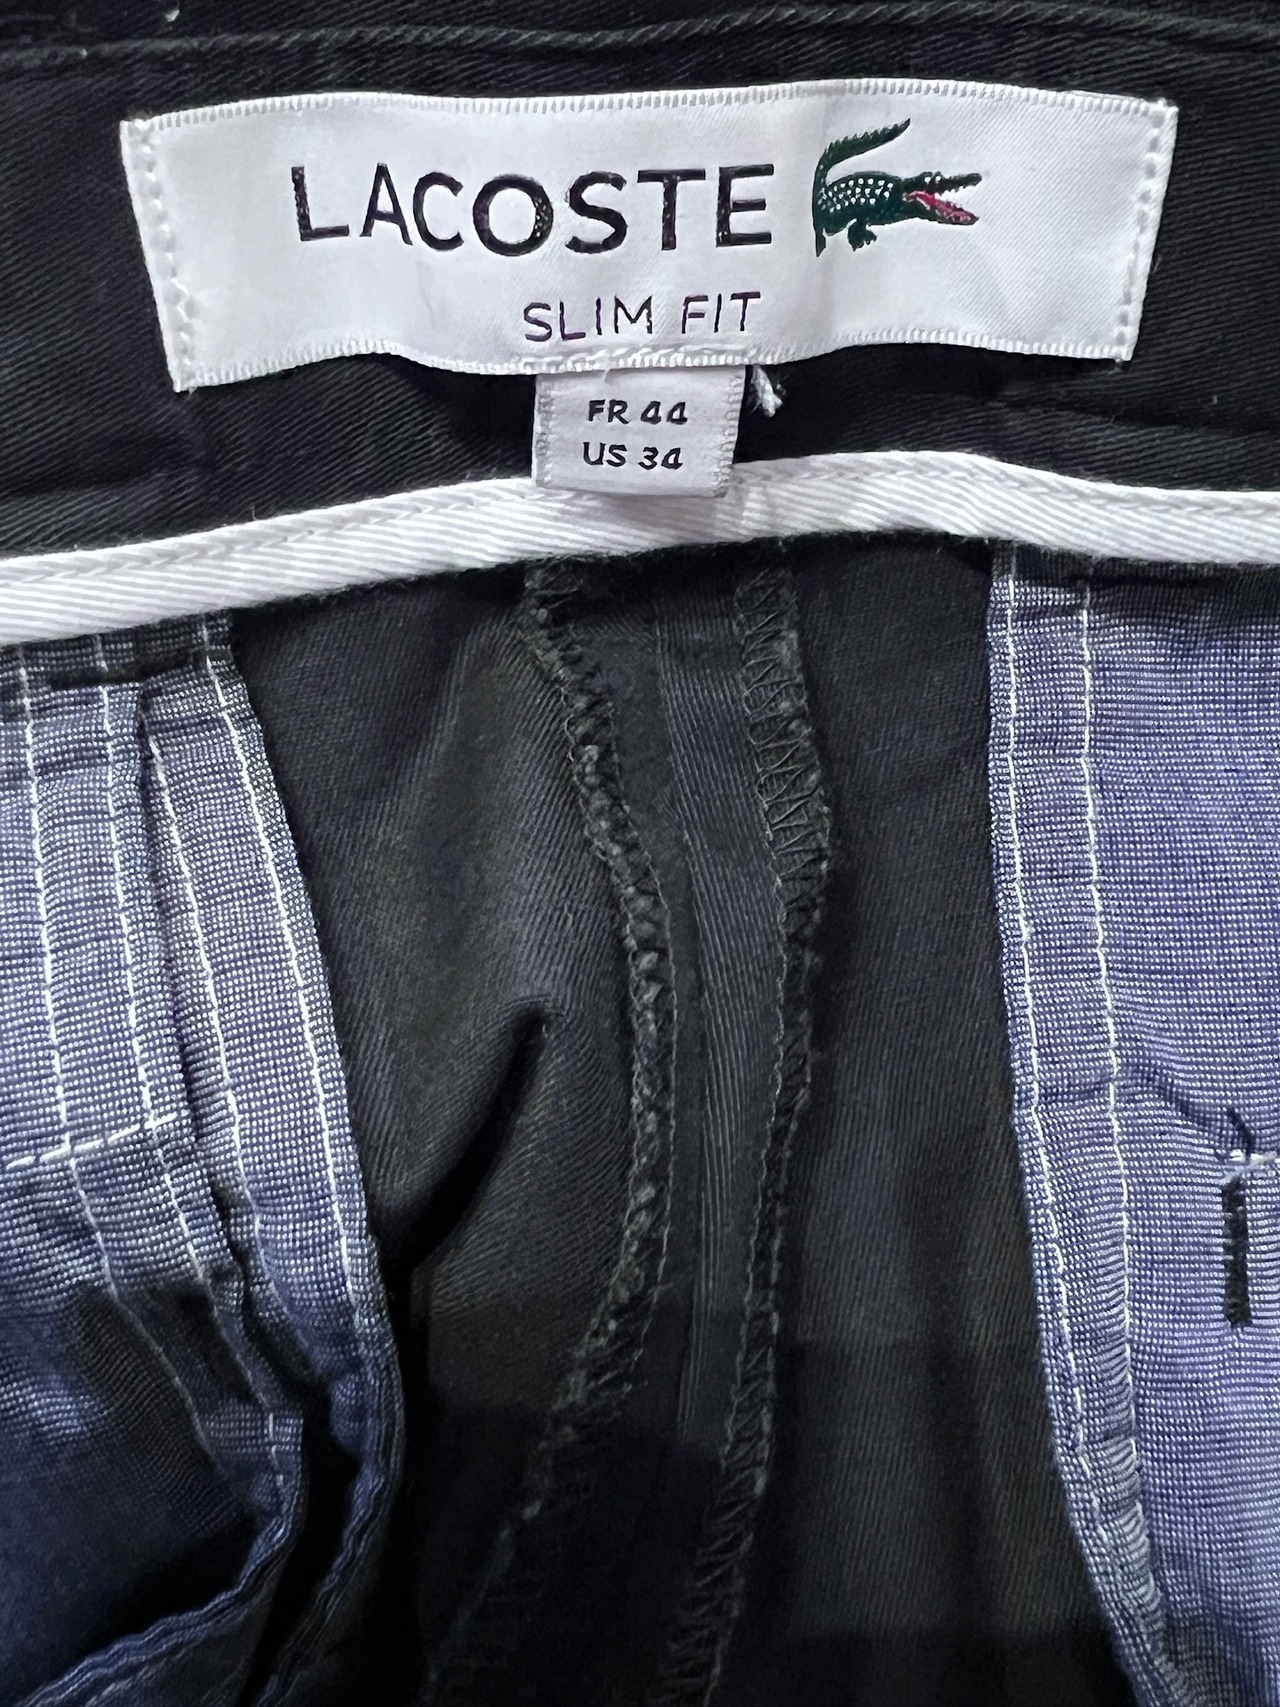 LACOSTE
SLIM FIT
FR 44
US 34